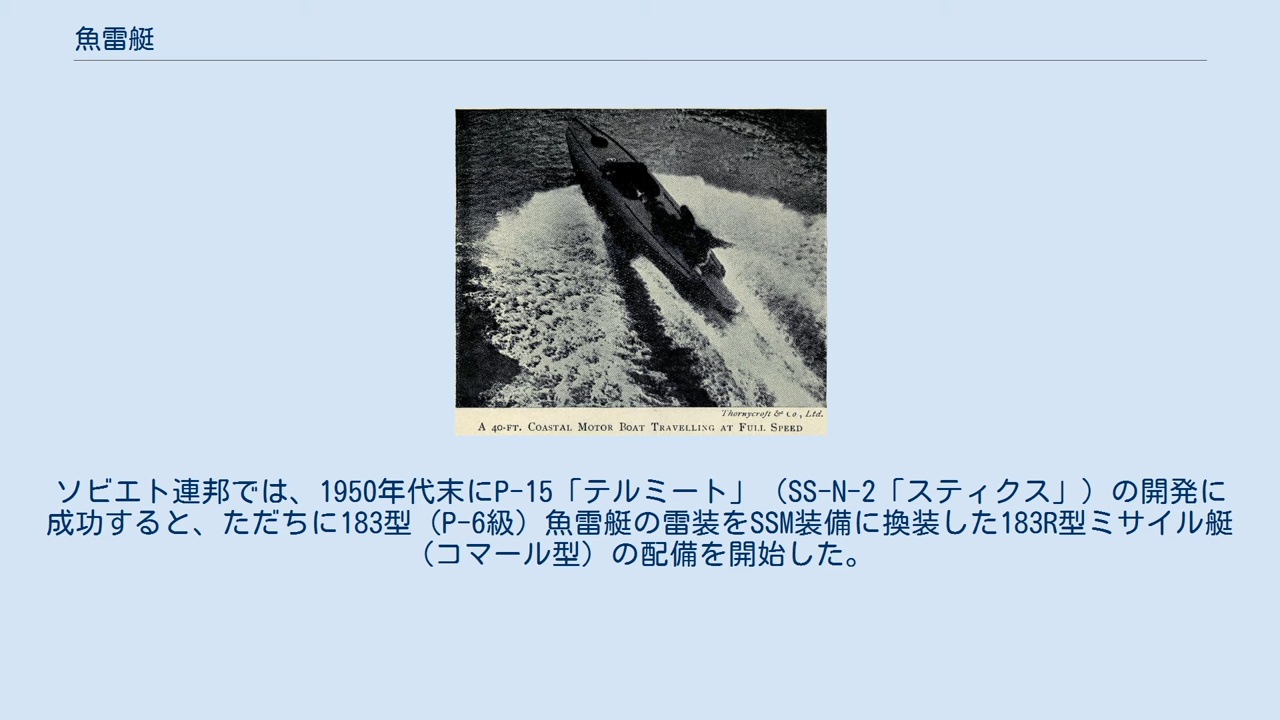 魚雷艇
Thornycroft & Co., Ltd.
A 40-FT. COASTAL MOTOR BOAT TRAVELLING AT FULL SPEED
ソビエト連邦では、1950年代末にP-15「テルミート」（SS-N-2「スティクス」）の開発に
成功すると、ただちに183型（P-6級）魚雷艇の雷装をSSM装備に換装した183R型ミサイル艇
（コマール型）の配備を開始した。